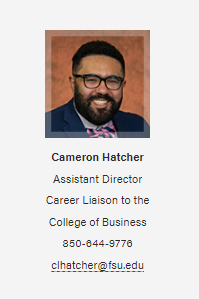 Cameron Hatcher
Assistant Director
Career Liaison to the
College of Business
850-644-9776
clhatcher@fsu.edu